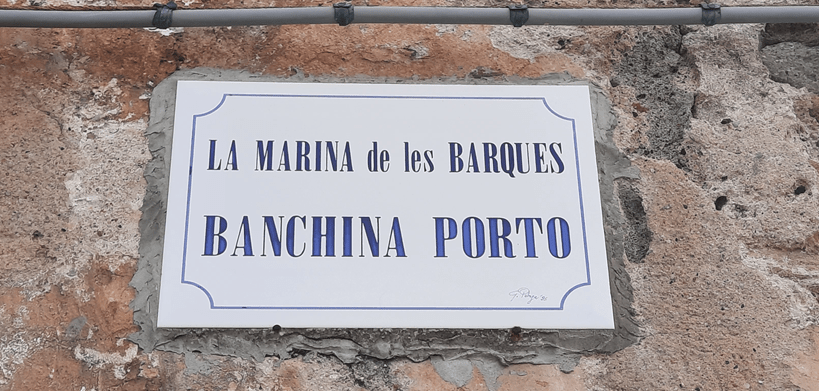 LA MARINA de les BARQUES
BANCHINA PORTO